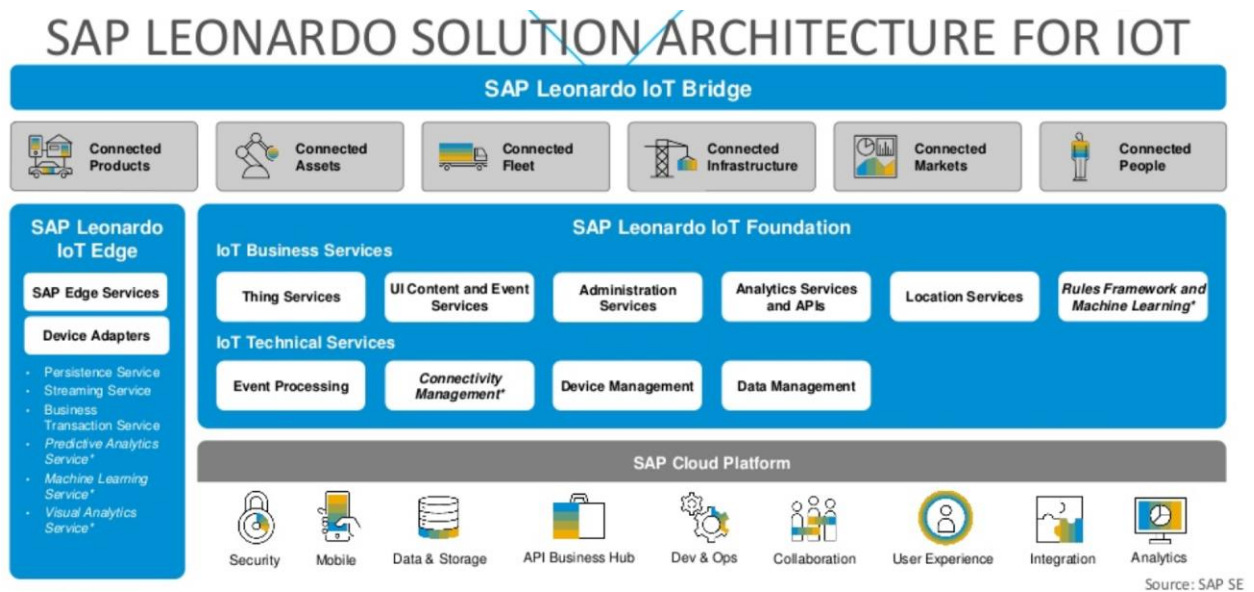 SAP LEONARDO SOLUTION ARCHITECTURE FOR IOT
SAP Leonardo IoT Bridge
Connected
Products
Connected
Assets
Connected
Fleet
Connected
Infrastructure
Connected
Markets
Connected
People
SAP Leonardo
IoT Edge
SAP Edge Services
Device Adapters
• Persistence Service
• Streaming Service
• Business
Transaction Service
• Predictive Analytics
Service*
• Machine Learning
Service*
• Visual Analytics
Service*
SAP Leonardo IoT Foundation
IoT Business Services
Thing Services
UI Content and Event
Services
Administration
Services
Analytics Services
and APIs
Location Services
Rules Framework and
Machine Learning*
IoT Technical Services
Event Processing
Connectivity
Management*
Device Management
Data Management
SAP Cloud Platform
Security
Mobile
Data & Storage
API Business Hub
Dev & Ops
Collaboration
User Experience
Integration
Analytics
Source: SAP SE